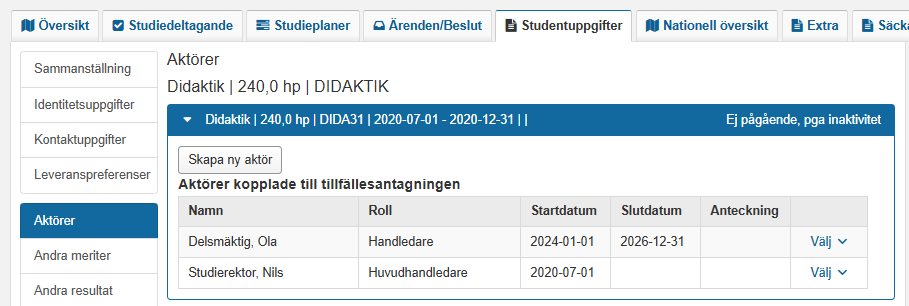 Översikt Studiedeltagande Studieplaner Ärenden/Beslut Studentuppgifter Nationell översikt Extra Säcka
Sammanställning
Identitetsuppgifter
Kontaktuppgifter
Leveranspreferenser
Aktörer
Andra meriter
Andra resultat
Aktörer
Didaktik | 240,0 hp | DIDAKTIK
Didaktik | 240,0 hp | DIDA31 | 2020-07-01 - 2020-12-31 | | Ej pågående, pga inaktivitet
Skapa ny aktör
Aktörer kopplade till tillfällesantagningen
Namn Roll Startdatum Slutdatum Anteckning
Delsmäktig, Ola Handledare 2024-01-01 2026-12-31 Välj
Studierektor, Nils Huvudhandledare 2020-07-01 Välj